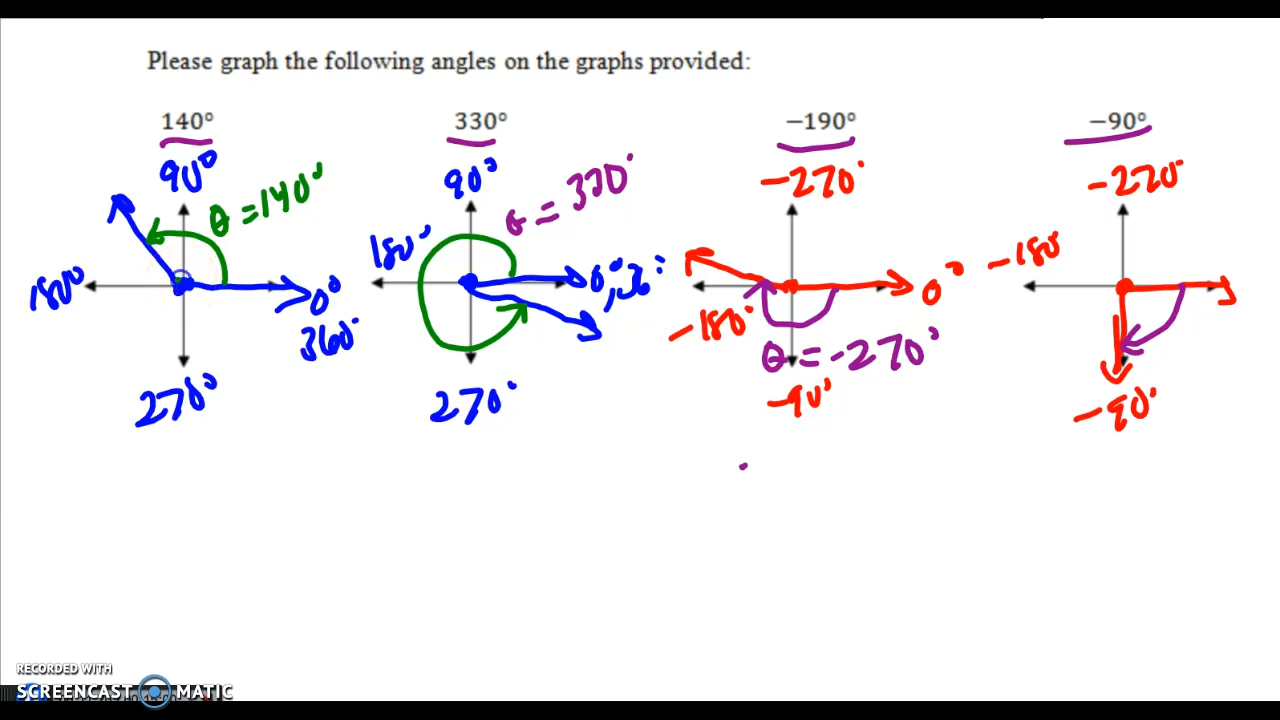 Please graph the following angles on the graphs provided:
140° 330° −190° −90°
90° 90° −270° −270°
θ = 140° θ = 330°
180° 180° −180°
0° 0°, 36 0°
360° −180°
θ = −270°
270° 270° −90° −90°
RECORDED WITH
SCREENCAST MATIC